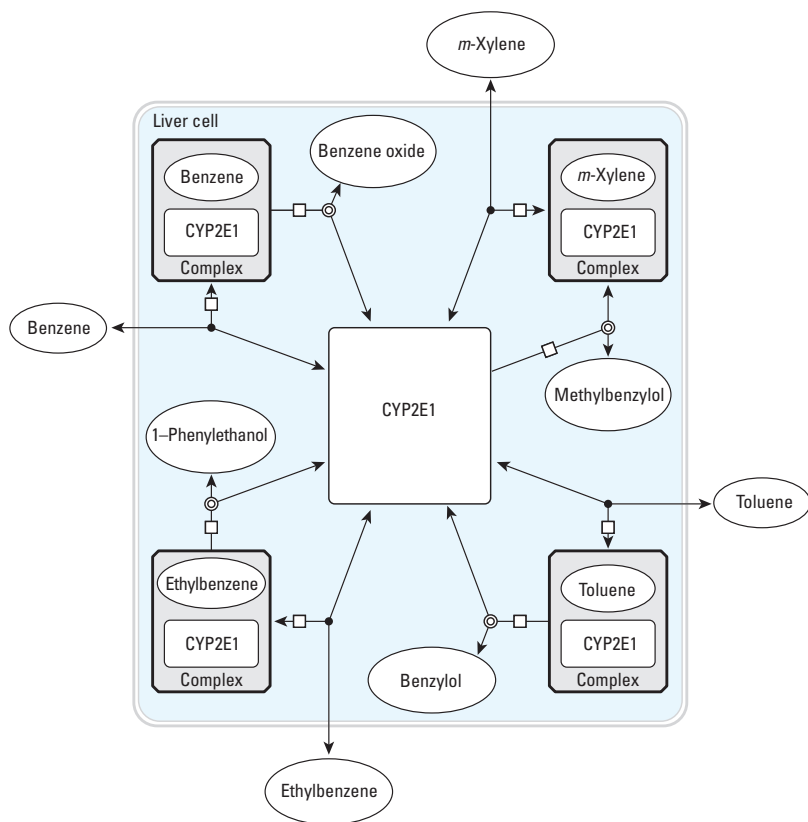 m-Xylene
Liver cell
Benzene oxide
Benzene
CYP2E1
Complex
m-Xylene
CYP2E1
Complex
Benzene
CYP2E1
Methylbenzylol
1–Phenylethanol
Toluene
Ethylbenzene
CYP2E1
Complex
Toluene
CYP2E1
Complex
Benzylol
Ethylbenzene